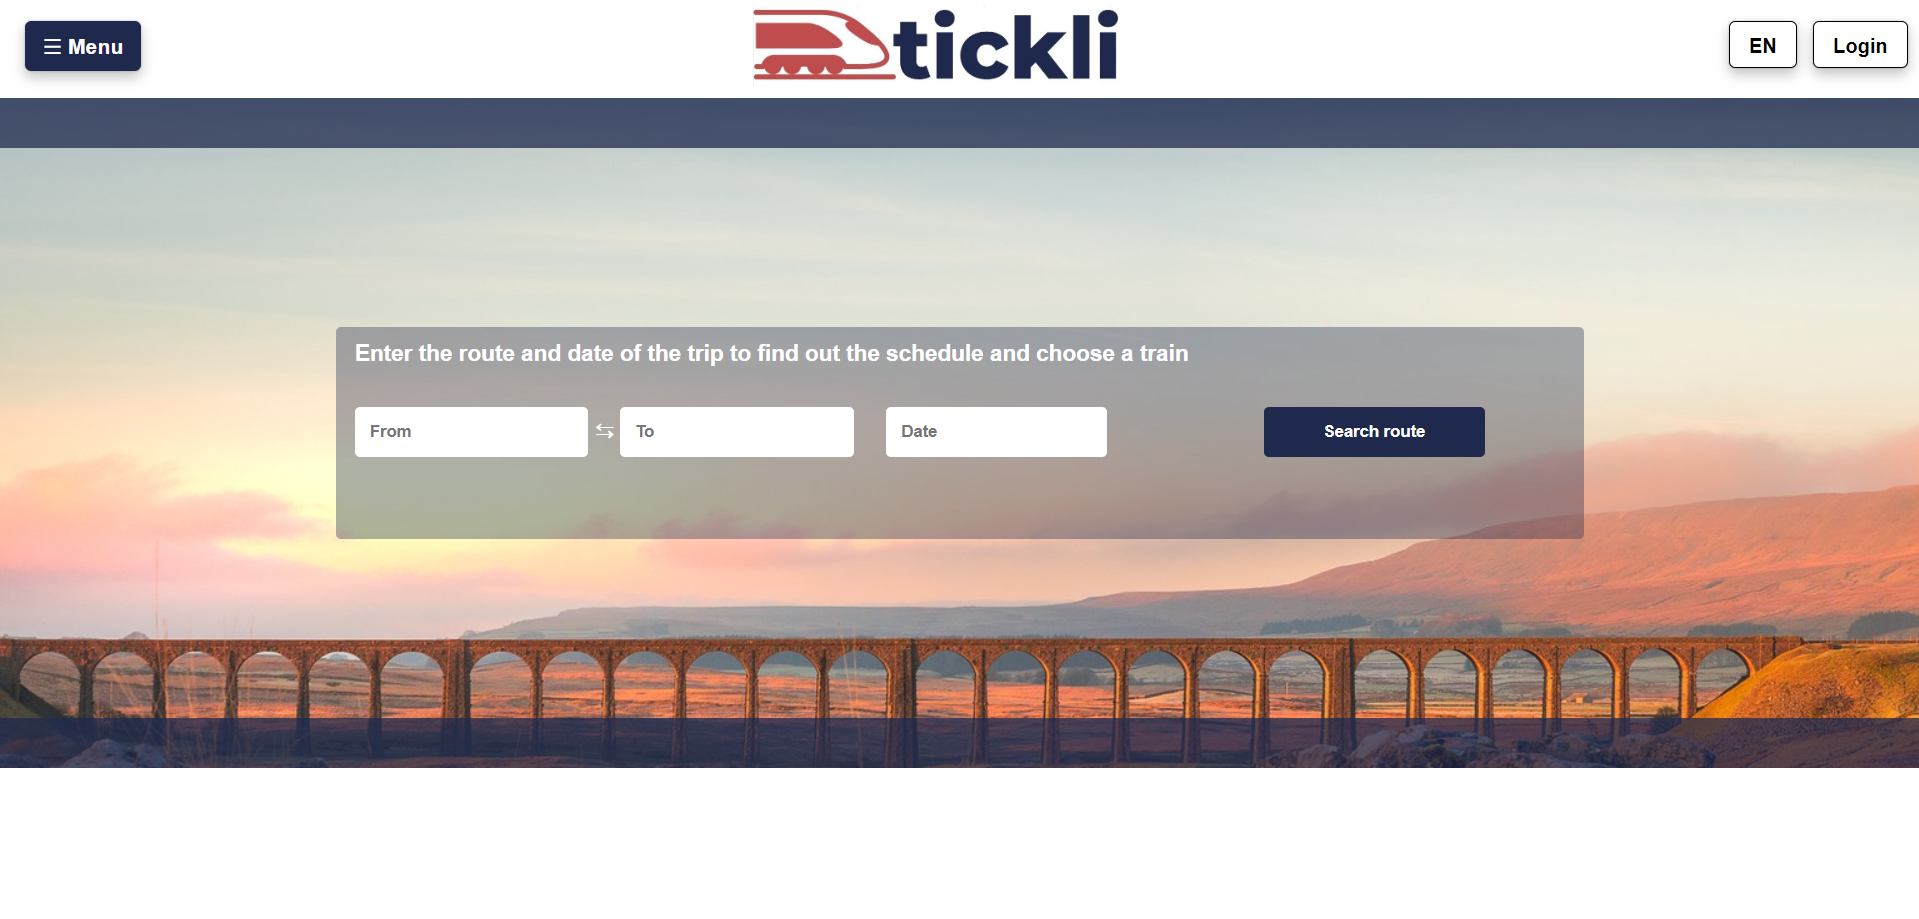 ☰ Menu
tickli
EN
Login
Enter the route and date of the trip to find out the schedule and choose a train
From
⇆
To
Date
Search route